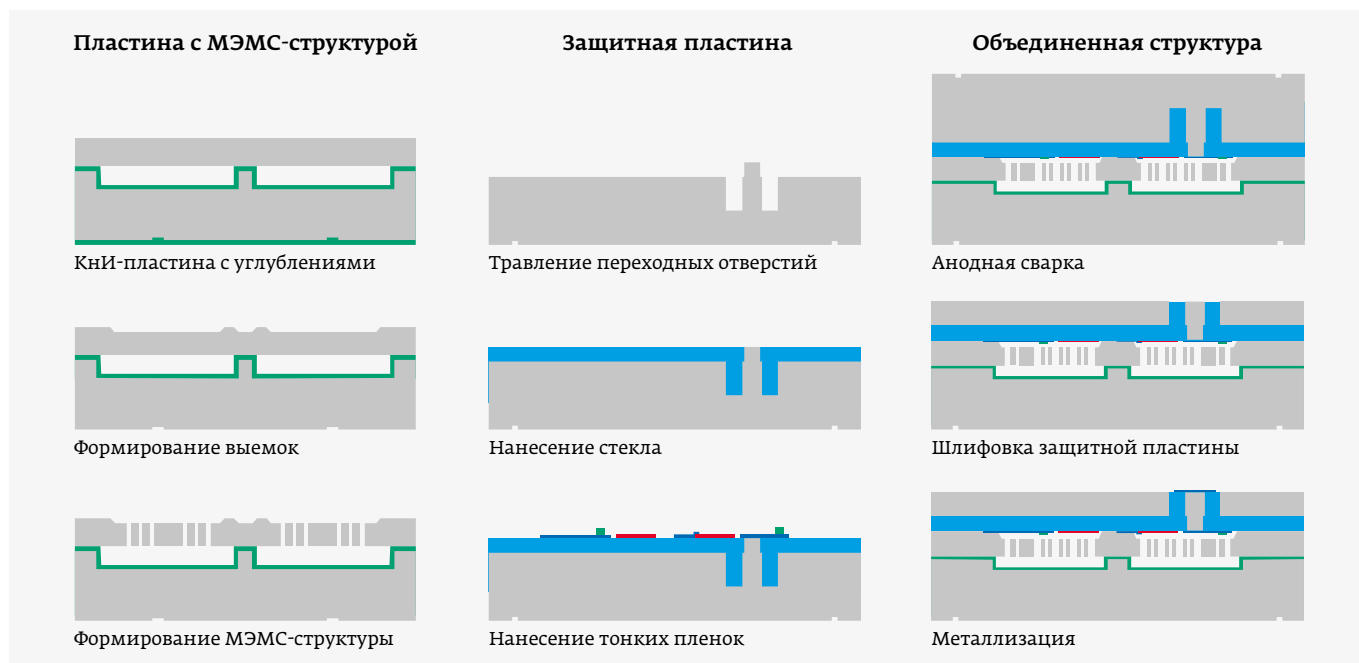 Пластина с МЭМС-структурой
Защитная пластина
Объединенная структура
КнИ-пластина с углублениями
Травление переходных отверстий
Анодная сварка
Формирование выемок
Нанесение стекла
Шлифовка защитной пластины
Формирование МЭМС-структуры
Нанесение тонких пленок
Металлизация